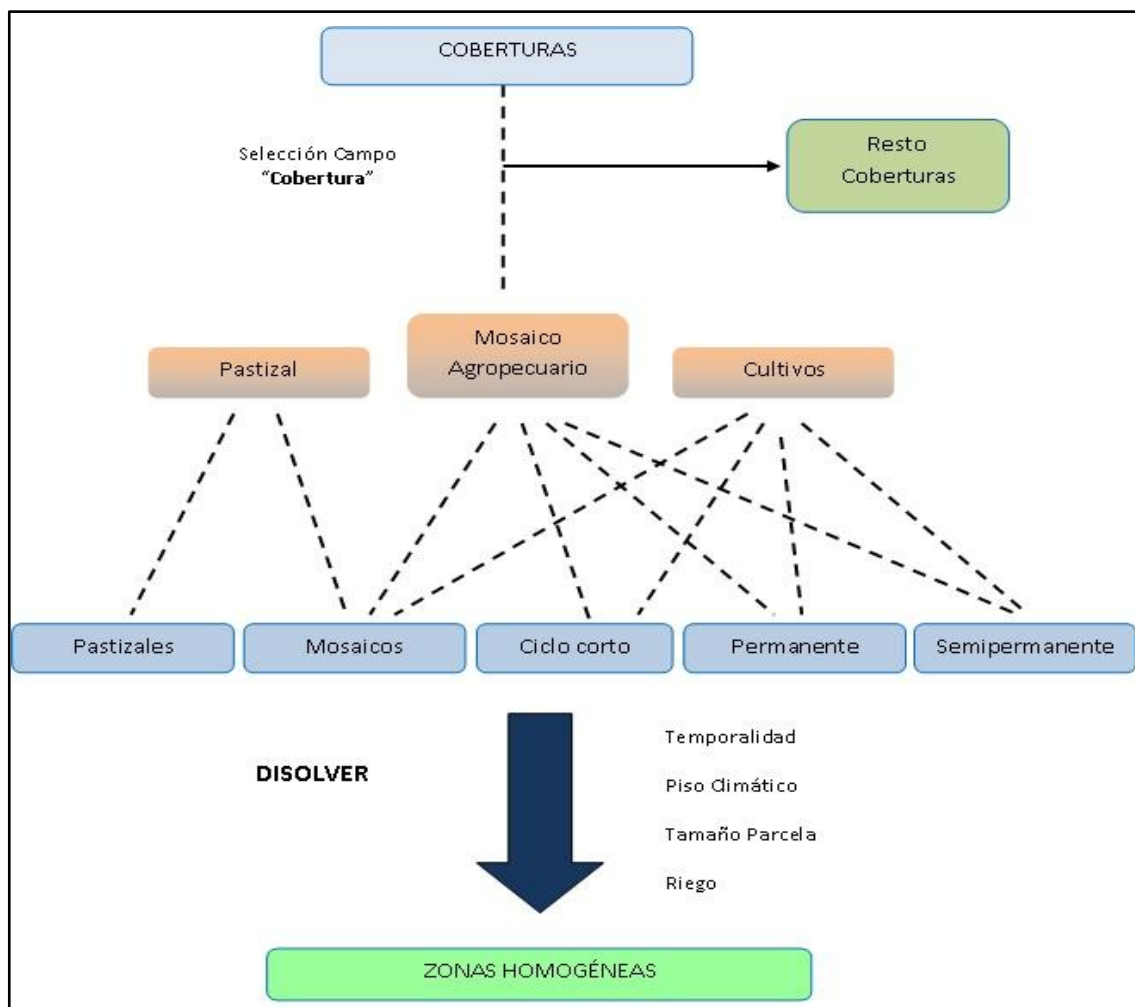 COBERTURAS
Selección Campo
“Cobertura”
Resto
Coberturas
Pastizal
Mosaico
Agropecuario
Cultivos
Pastizales
Mosaicos
Ciclo corto
Permanente
Semipermanente
DISOLVER
Temporalidad
Piso Climático
Tamaño Parcela
Riego
ZONAS HOMOGÉNEAS